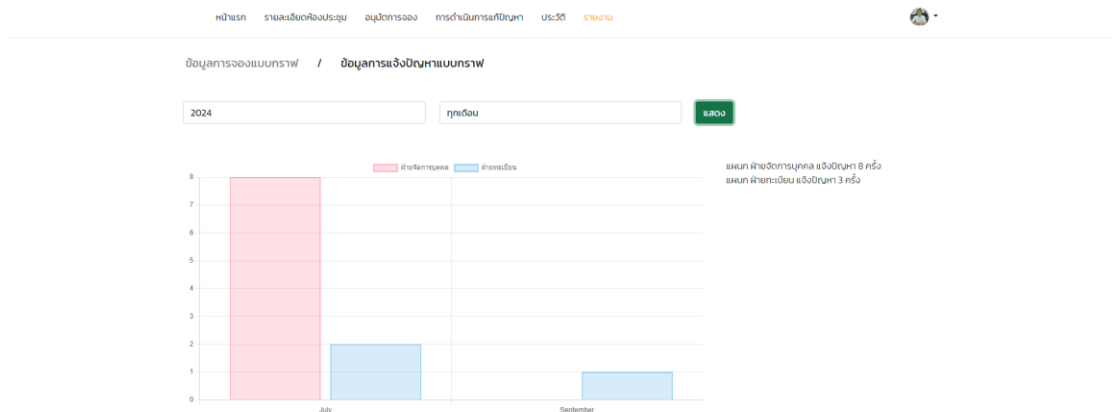 หน้าแรก รายละเอียดห้องประชุม อนุมัติการจอง การดำเนินการแก้ปัญหา ประวัติ รายงาน
ข้อมูลการจองแบบกราฟ / ข้อมูลการแจ้งปัญหาแบบกราฟ
2024 ทุกเดือน แสดง
ฝ่ายจัดการบุคคล ฝ่ายทะเบียน
แผนก ฝ่ายจัดการบุคคล แจ้งปัญหา 8 ครั้ง
แผนก ฝ่ายทะเบียน แจ้งปัญหา 3 ครั้ง
8
7
6
5
4
3
2
1
0
July September